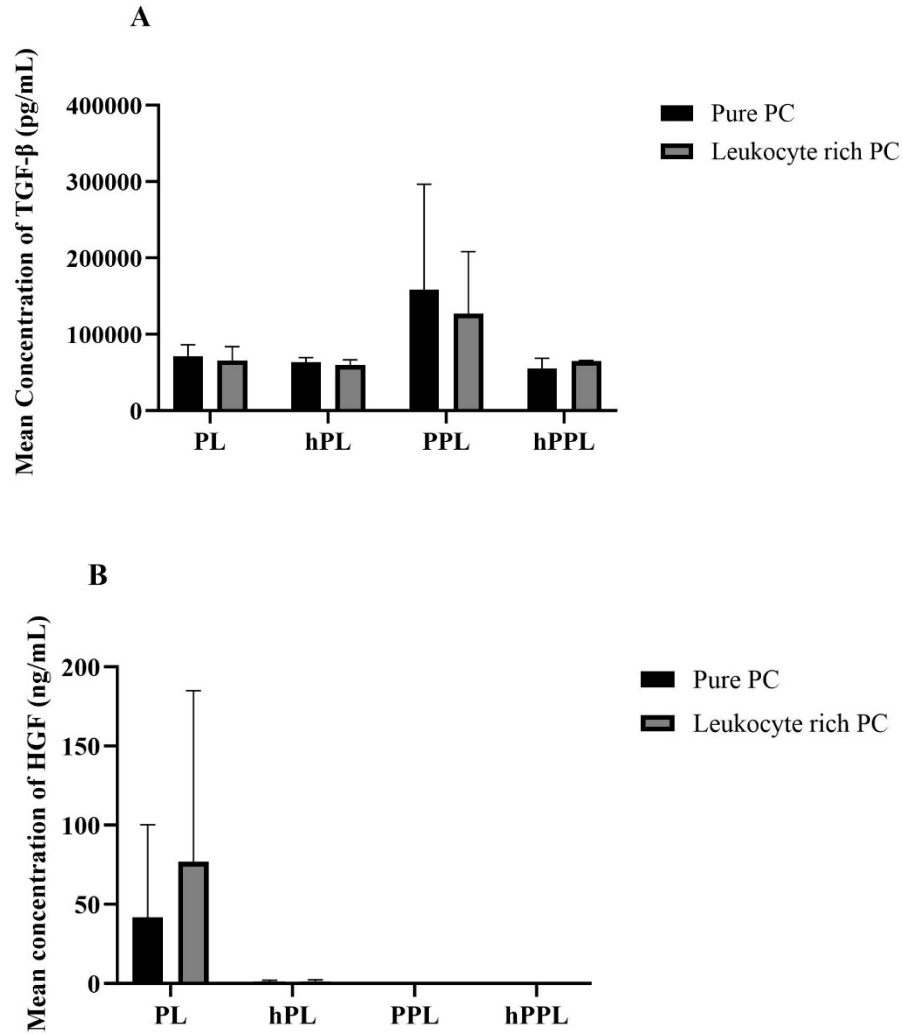 A
Mean Concentration of TGF-β (pg/mL)
400000
300000
200000
100000
0
PL hPL PPL hPPL
Pure PC
Leukocyte rich PC
B
Mean concentration of HGF (ng/mL)
200
150
100
50
0
PL hPL PPL hPPL
Pure PC
Leukocyte rich PC